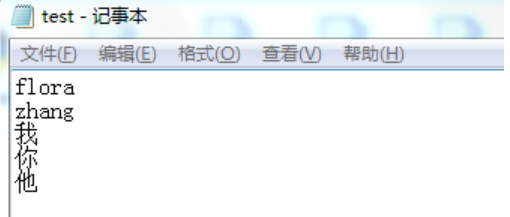 test - 记事本
文件(F) 编辑(E) 格式(O) 查看(V) 帮助(H)
flora
zhang
我
你
他